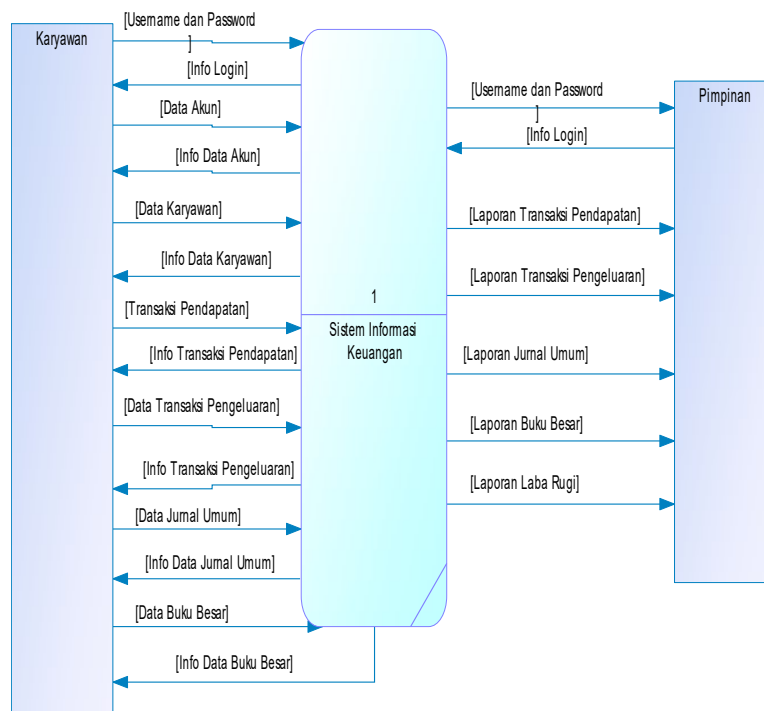 Karyawan
[Username dan Password
]
[Info Login]
[Data Akun]
[Info Data Akun]
[Data Karyawan]
[Info Data Karyawan]
[Transaksi Pendapatan]
[Info Transaksi Pendapatan]
[Data Transaksi Pengeluaran]
[Info Transaksi Pengeluaran]
[Data Jurnal Umum]
[Info Data Jurnal Umum]
[Data Buku Besar]
[Info Data Buku Besar]
1
Sistem Informasi
Keuangan
[Username dan Password
]
[Info Login]
[Laporan Transaksi Pendapatan]
[Laporan Transaksi Pengeluaran]
[Laporan Jurnal Umum]
[Laporan Buku Besar]
[Laporan Laba Rugi]
Pimpinan